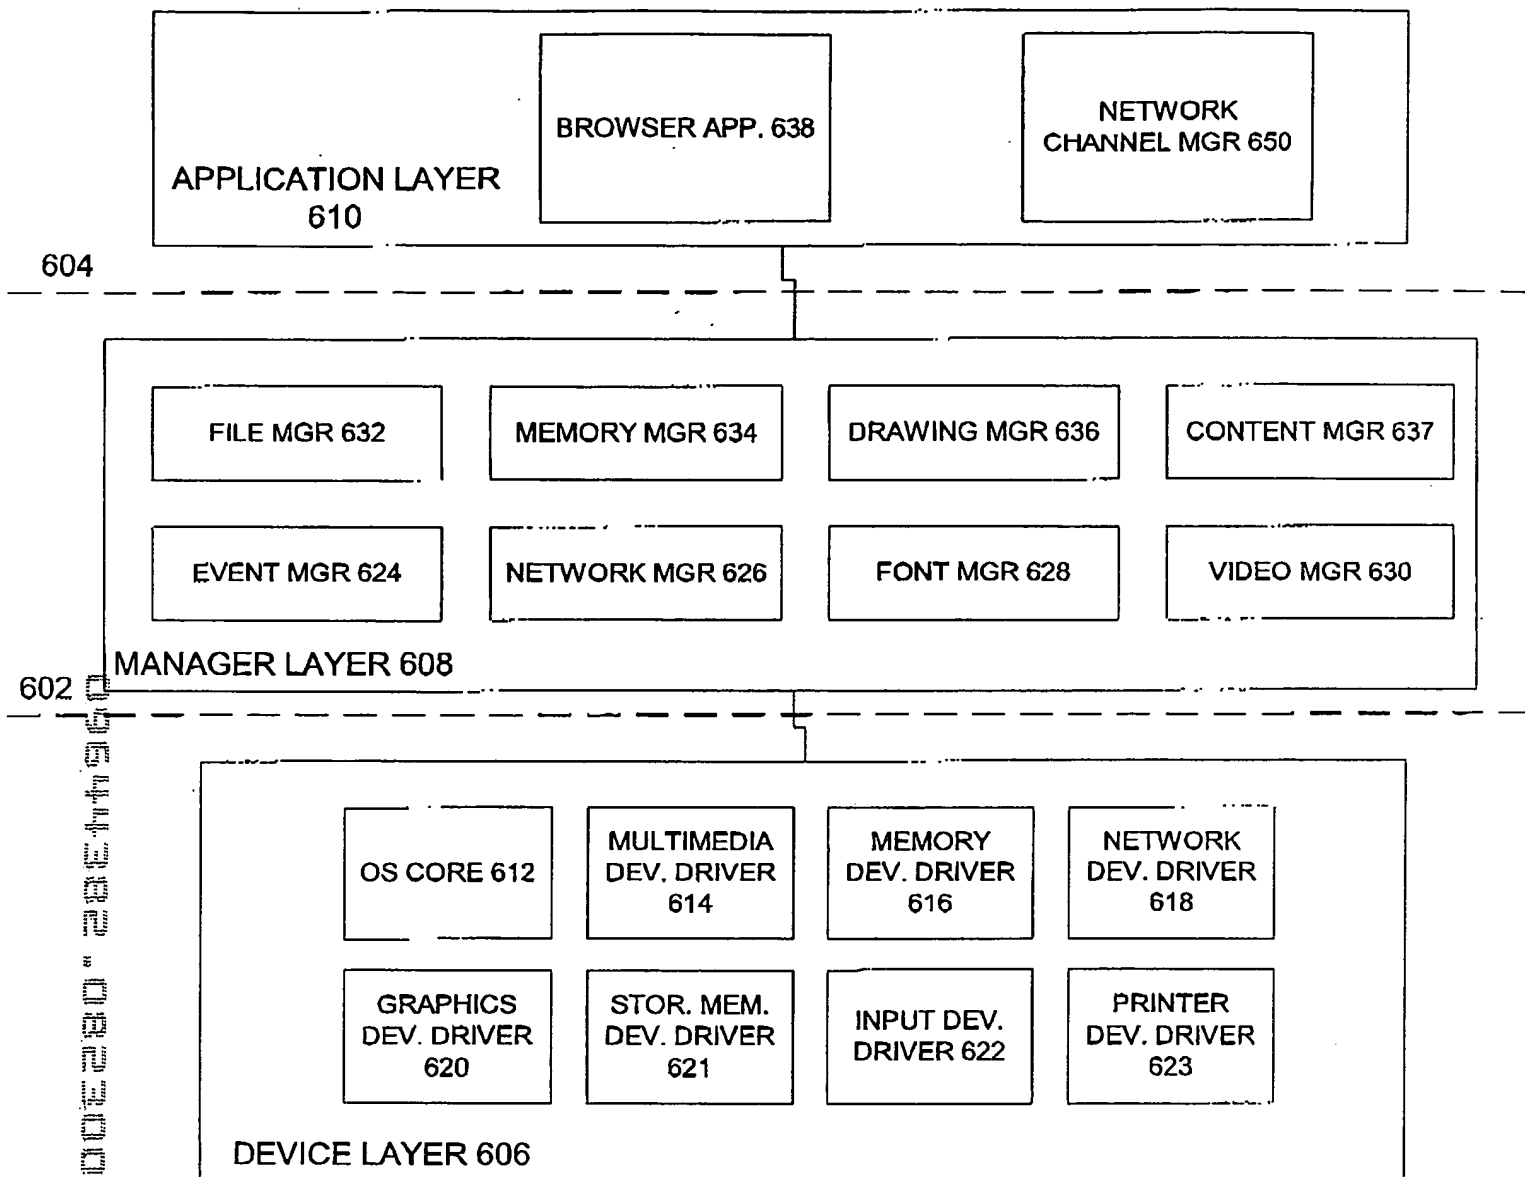 BROWSER APP. 638
NETWORK
CHANNEL MGR 650
APPLICATION LAYER
610
604
FILE MGR 632
MEMORY MGR 634
DRAWING MGR 636
CONTENT MGR 637
EVENT MGR 624
NETWORK MGR 626
FONT MGR 628
VIDEO MGR 630
MANAGER LAYER 608
602
OS CORE 612
MULTIMEDIA
DEV. DRIVER
614
MEMORY
DEV. DRIVER
616
NETWORK
DEV. DRIVER
618
GRAPHICS
DEV. DRIVER
620
STOR. MEM.
DEV. DRIVER
621
INPUT DEV.
DRIVER 622
PRINTER
DEV. DRIVER
623
DEVICE LAYER 606